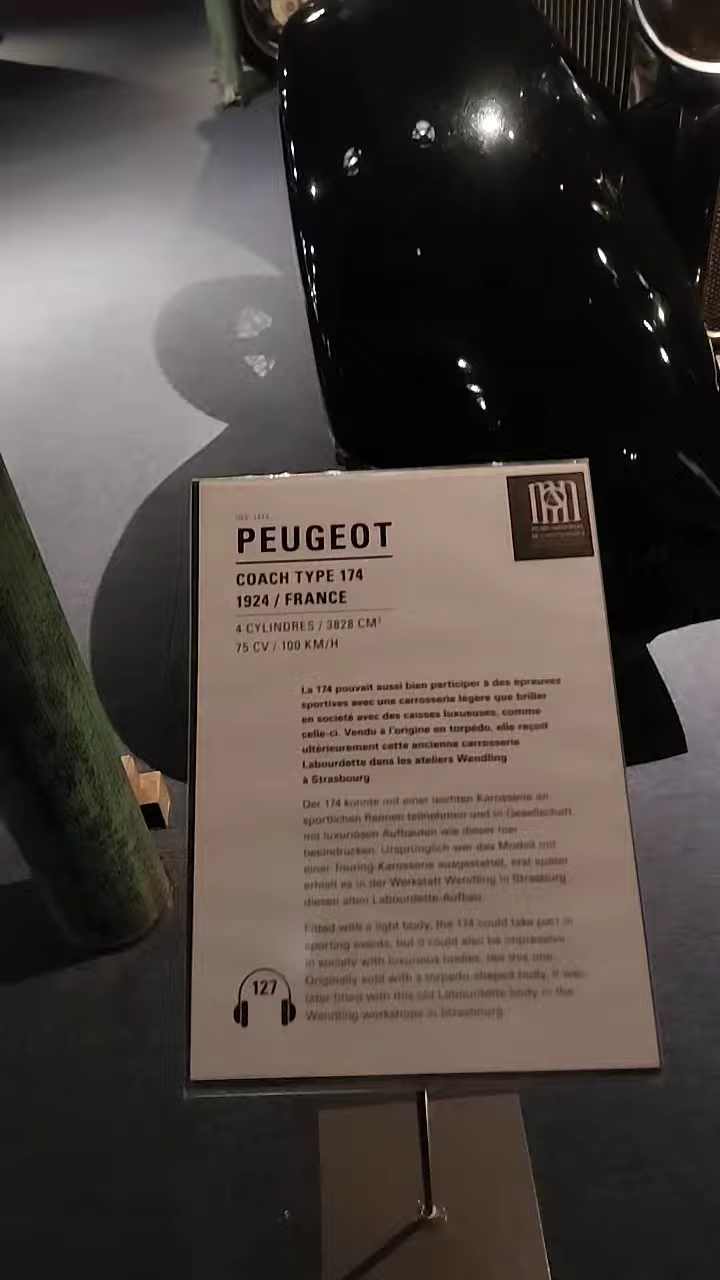 PEUGEOT
COACH TYPE 174
1924 / FRANCE
4 CYLINDRES / 3828 CM³
75 CV / 100 KM/H
La 174 pouvait aussi bien participer à des épreuves
sportives avec une carrosserie légère que briller
en société avec des caisses luxueuses, comme
celle-ci. Vendu à l'origine en torpédo, elle reçoit
ultérieurement cette ancienne carrosserie
Labourdette dans les ateliers Wendling
à Strasbourg
Der 174 konnte mit einer leichten Karosserie an
sportlichen Rennen teilnehmen und in Gesellschaft
mit luxuriösen Aufbauten wie dieser hier
beeindrucken. Ursprünglich war das Modell mit
einer Touring-Karosserie ausgestattet, erst später
erhielt es in der Werkstatt Wendling in Strasbourg
diesen alten Labourdette-Aufbau.
Fitted with a light body, the 174 could take part in
sporting events, but it could also be impressive
in society with luxurious bodies, like this one.
Originally sold with a torpedo-shaped body, it was
later fitted with this old Labourdette body in the
Wendling workshops in Strasbourg.
127